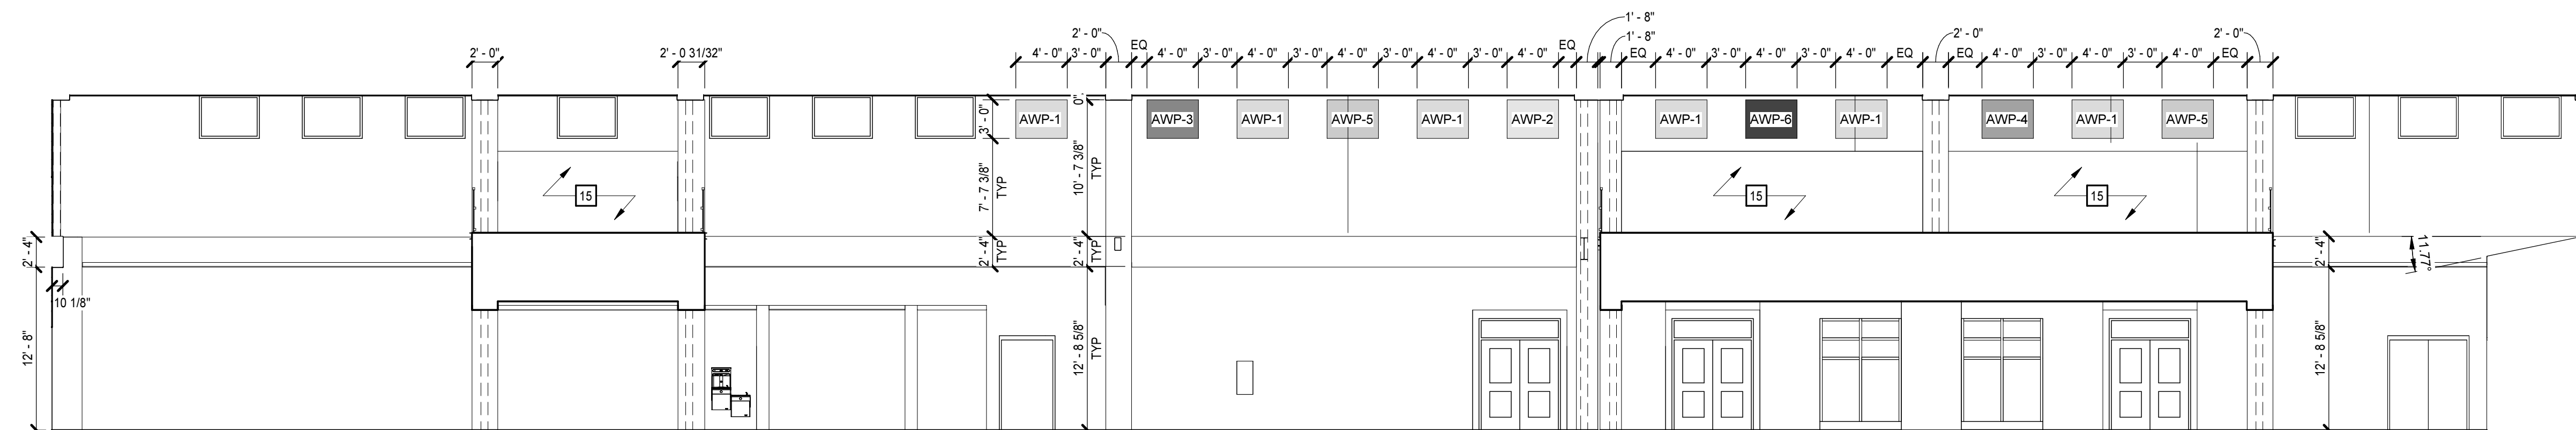 1' - 8"
2' - 0"
1' - 8"
2' - 0"
2' - 0"
2' - 0"
2' - 0 31/32"
4' - 0"
3' - 0"
EQ
4' - 0"
3' - 0"
4' - 0"
3' - 0"
4' - 0"
3' - 0"
4' - 0"
3' - 0"
4' - 0"
EQ
EQ
4' - 0"
3' - 0"
4' - 0"
3' - 0"
4' - 0"
EQ
EQ
4' - 0"
3' - 0"
4' - 0"
3' - 0"
4' - 0"
EQ
3' - 0"
0"
AWP-1
AWP-3
AWP-1
AWP-5
AWP-1
AWP-2
AWP-1
AWP-6
AWP-1
AWP-4
AWP-1
AWP-5
7' - 7 3/8"
TYP
10' - 7 3/8"
TYP
15
15
15
2' - 4"
2' - 4"
TYP
2' - 4"
TYP
2' - 4"
11.77°
10 1/8"
12' - 8"
12' - 8 5/8"
TYP
12' - 8 5/8"